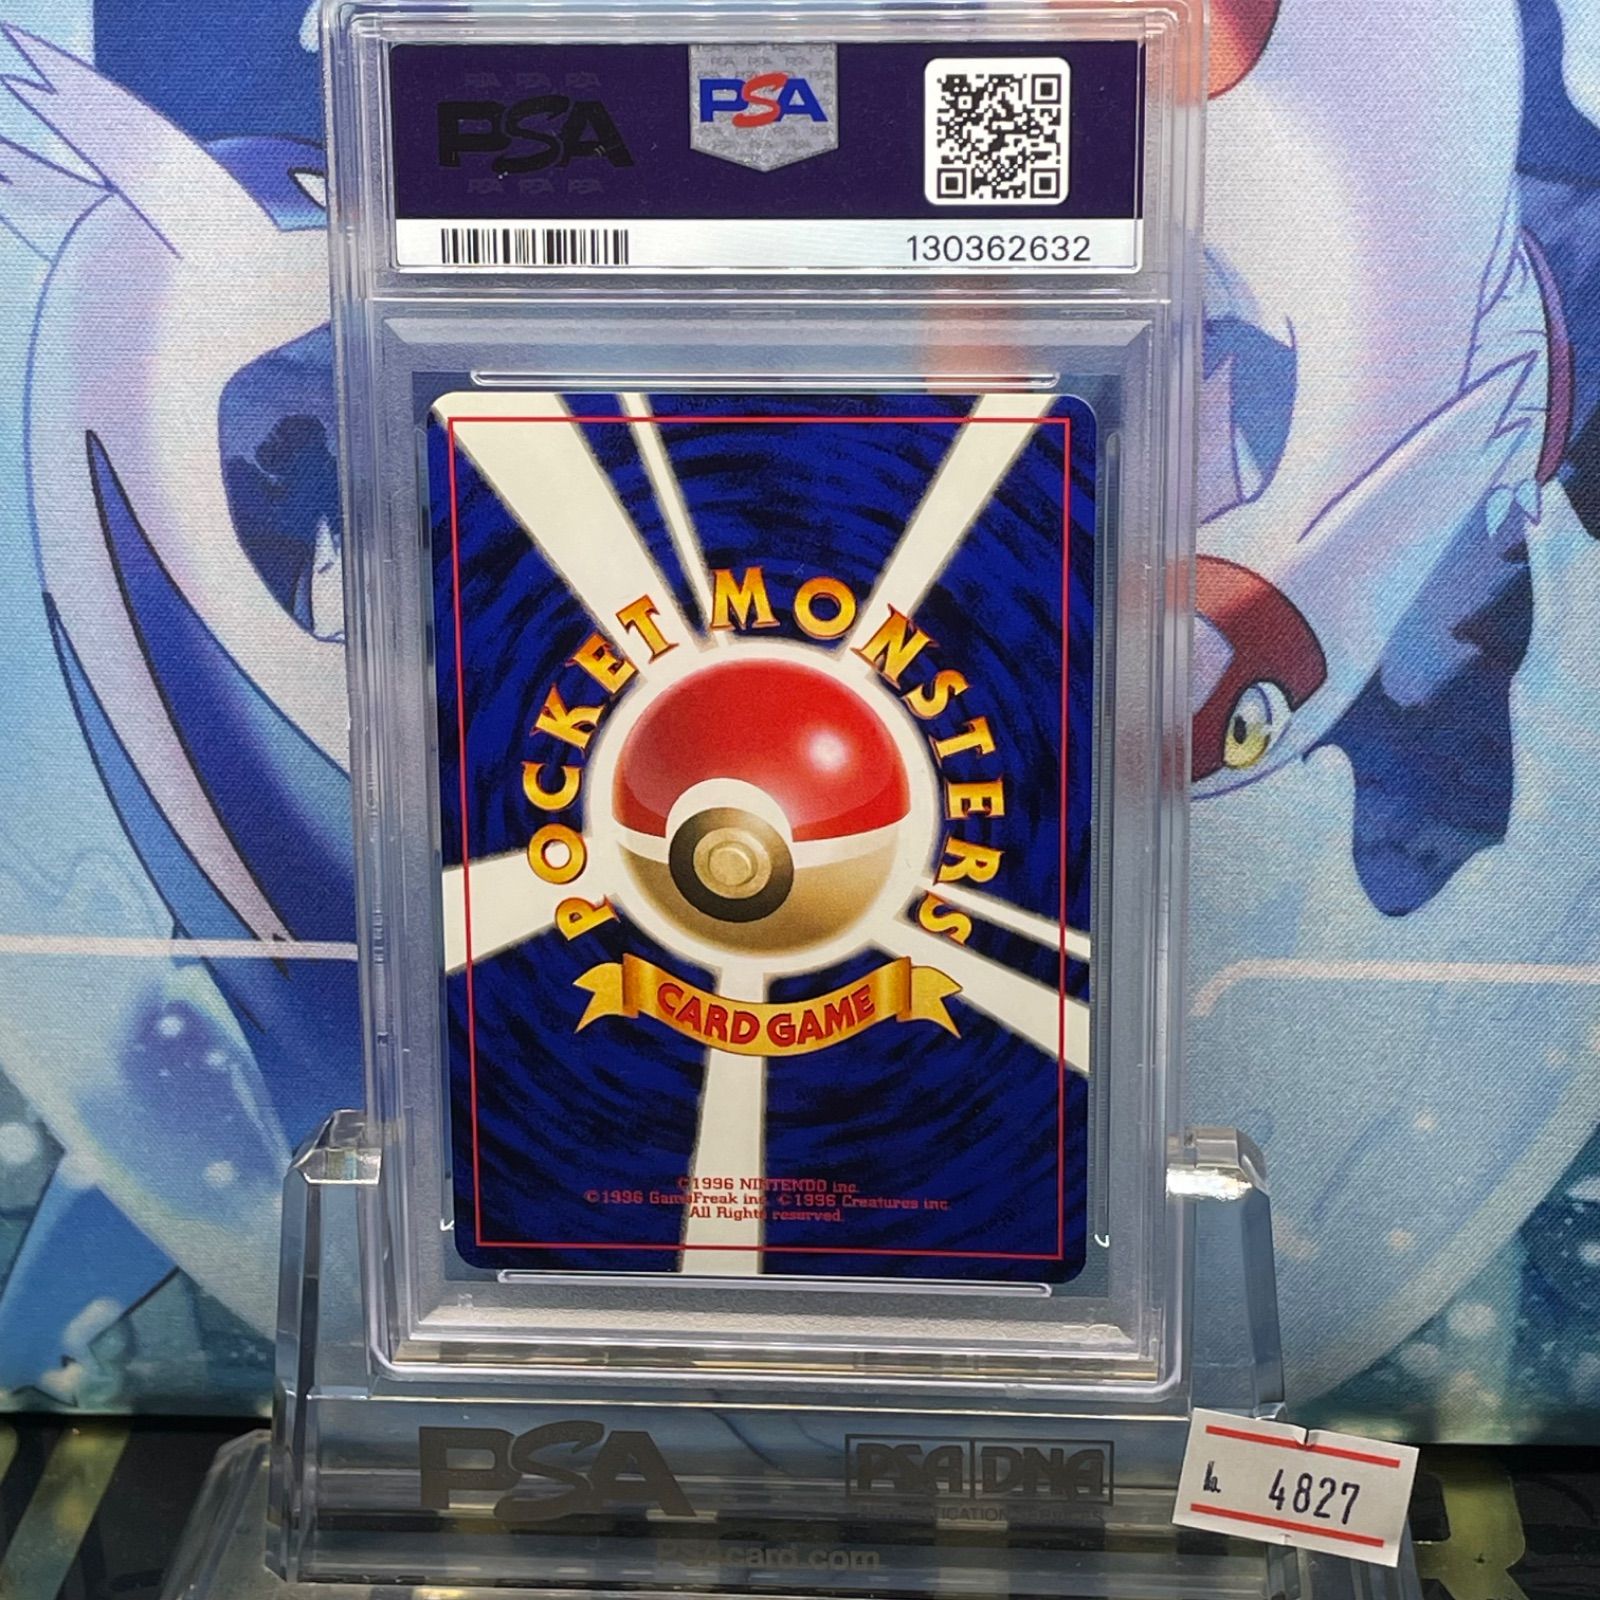 PSA
PSA
130362632
POCKET MONSTERS
CARD GAME
©1996 NINTENDO inc.
©1996 GameFreak inc. ©1996 Creatures inc.
All Rights reserved.
PSA
PSA DNA
PSAcard.com
4827